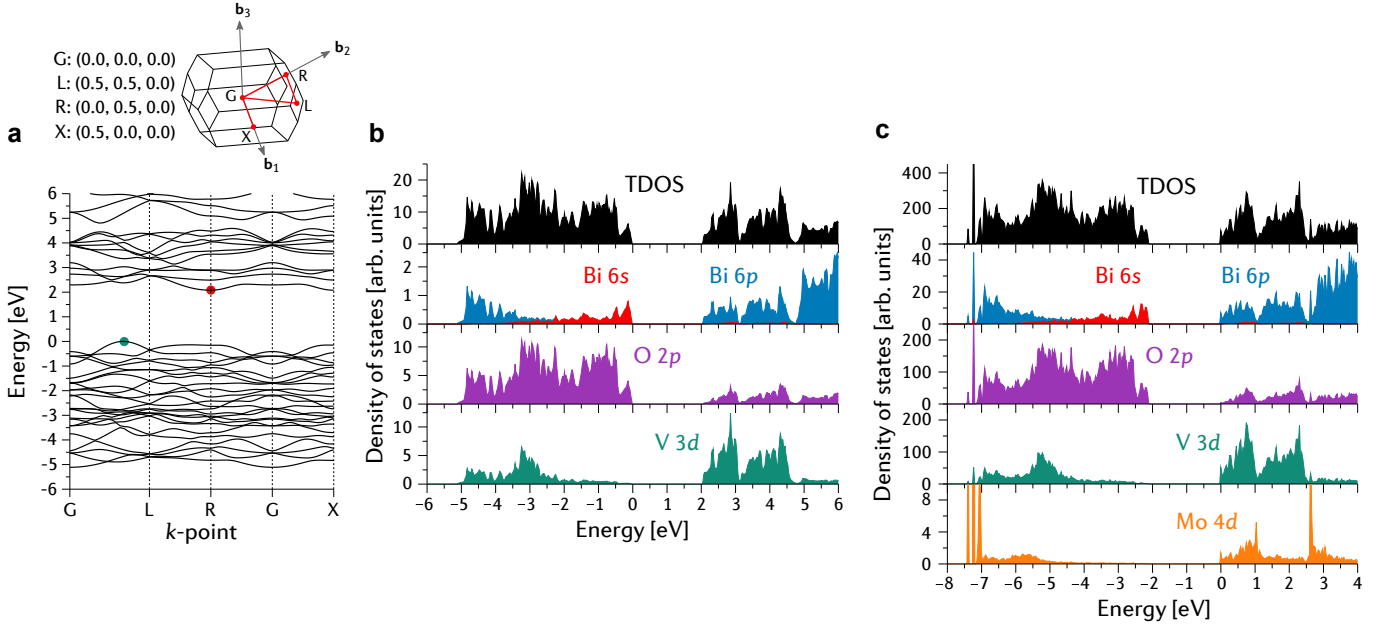 G: (0.0, 0.0, 0.0)
L: (0.5, 0.5, 0.0)
R: (0.0, 0.5, 0.0)
X: (0.5, 0.0, 0.0)
b3
b2
R
G
L
X
b1
a
6
5
4
3
2
1
0
-1
-2
-3
-4
-5
-6
Energy [eV]
G L R G X
k-point
b
TDOS
20
10
0
Bi 6s Bi 6p
2
1
0
O 2p
10
5
0
V 3d
10
5
0
Density of states [arb. units]
−6 −5 −4 −3 −2 −1 0 1 2 3 4 5 6
Energy [eV]
c
TDOS
400
200
0
Bi 6s Bi 6p
40
20
0
O 2p
200
100
0
V 3d
200
100
0
Mo 4d
8
4
0
Density of states [arb. units]
−8 −7 −6 −5 −4 −3 −2 −1 0 1 2 3 4
Energy [eV]